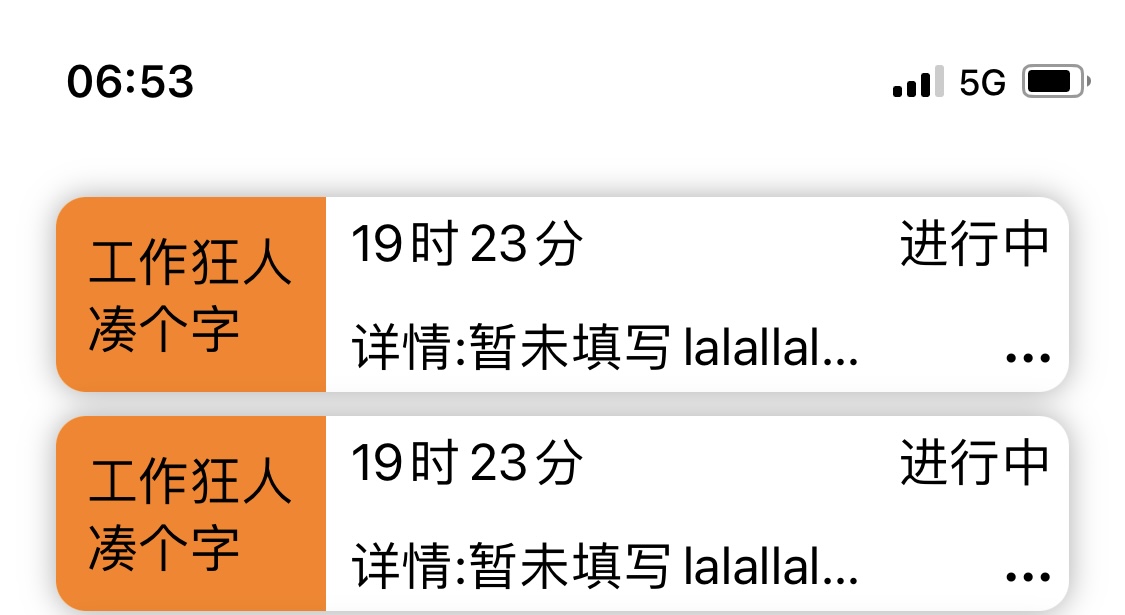 06:53 5G
工作狂人
凑个字
19时23分 进行中
详情:暂未填写 lalallal...
...
工作狂人
凑个字
19时23分 进行中
详情:暂未填写 lalallal...
...